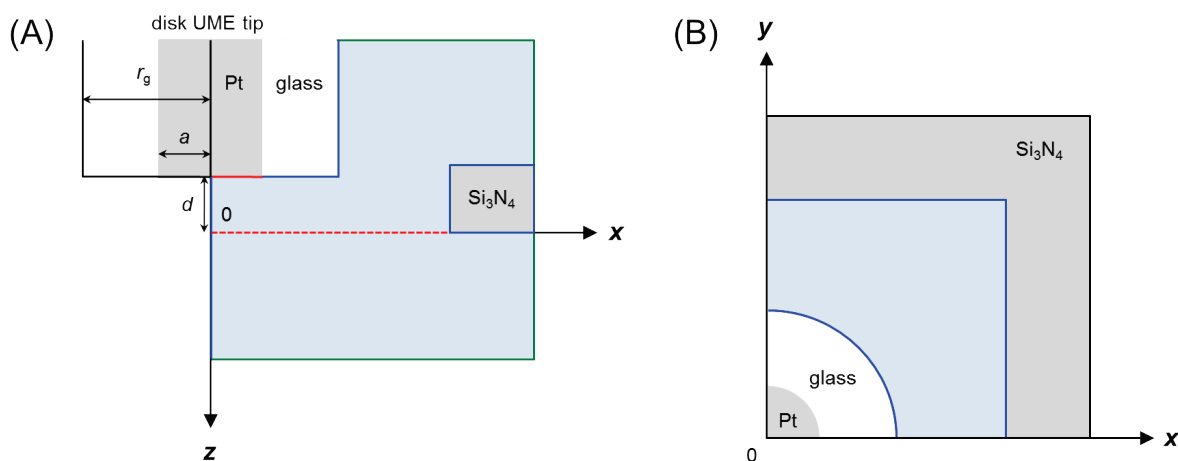 (A)
disk UME tip
r_g
Pt
glass
a
d
0
Si₃N₄
x
z
(B)
y
Si₃N₄
glass
Pt
0
x